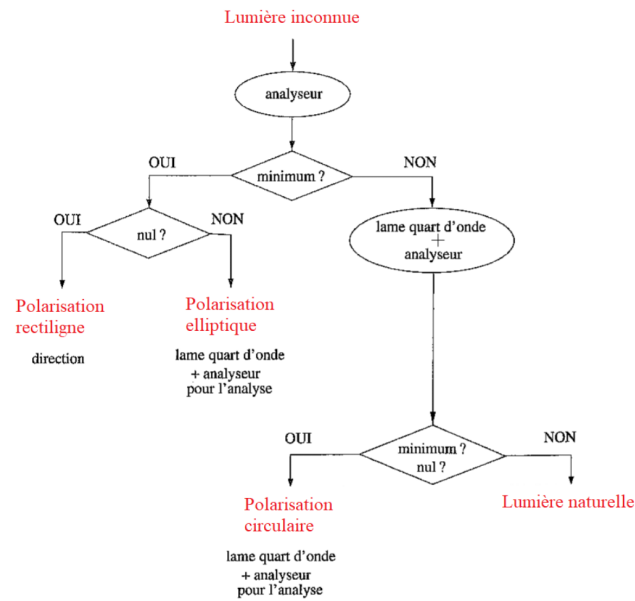 Lumière inconnue
analyseur
OUI
NON
minimum ?
OUI
NON
nul ?
lame quart d'onde
+
analyseur
Polarisation
rectiligne
Polarisation
elliptique
direction
lame quart d'onde
+ analyseur
pour l'analyse
OUI
NON
minimum ?
nul ?
Polarisation
circulaire
Lumière naturelle
lame quart d'onde
+ analyseur
pour l'analyse